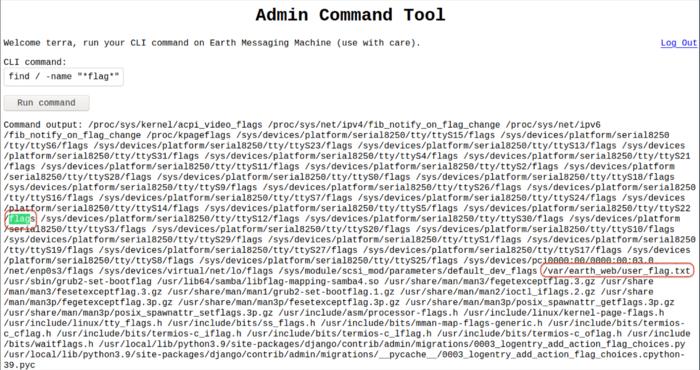 Admin Command Tool
Welcome terra, run your CLI command on Earth Messaging Machine (use with care).
Log Out
CLI command:
find / -name "*flag*"
Run command
Command output: /proc/sys/kernel/acpi_video_flags /proc/sys/net/ipv4/fib_notify_on_flag_change /proc/sys/net/ipv6
/fib_notify_on_flag_change /proc/kpageflags /sys/devices/platform/serial8250/tty/ttyS15/flags /sys/devices/platform/serial8250
/tty/ttyS6/flags /sys/devices/platform/serial8250/tty/ttyS23/flags /sys/devices/platform/serial8250/tty/ttyS13/flags /sys/devices
/platform/serial8250/tty/ttyS31/flags /sys/devices/platform/serial8250/tty/ttyS4/flags /sys/devices/platform/serial8250/tty/ttyS21
/flags /sys/devices/platform/serial8250/tty/ttyS11/flags /sys/devices/platform/serial8250/tty/ttyS2/flags /sys/devices/platform
/serial8250/tty/ttyS28/flags /sys/devices/platform/serial8250/tty/ttyS0/flags /sys/devices/platform/serial8250/tty/ttyS18/flags
/sys/devices/platform/serial8250/tty/ttyS9/flags /sys/devices/platform/serial8250/tty/ttyS26/flags /sys/devices/platform/serial8250
/tty/ttyS16/flags /sys/devices/platform/serial8250/tty/ttyS7/flags /sys/devices/platform/serial8250/tty/ttyS24/flags /sys/devices
/platform/serial8250/tty/ttyS14/flags /sys/devices/platform/serial8250/tty/ttyS5/flags /sys/devices/platform/serial8250/tty/ttyS22
/flags /sys/devices/platform/serial8250/tty/ttyS12/flags /sys/devices/platform/serial8250/tty/ttyS30/flags /sys/devices/platform
/serial8250/tty/ttyS3/flags /sys/devices/platform/serial8250/tty/ttyS20/flags /sys/devices/platform/serial8250/tty/ttyS10/flags
/sys/devices/platform/serial8250/tty/ttyS29/flags /sys/devices/platform/serial8250/tty/ttyS1/flags /sys/devices/platform/serial8250
/tty/ttyS19/flags /sys/devices/platform/serial8250/tty/ttyS27/flags /sys/devices/platform/serial8250/tty/ttyS17/flags /sys/devices
/platform/serial8250/tty/ttyS8/flags /sys/devices/platform/serial8250/tty/ttyS25/flags /sys/devices/pci0000:00/0000:00:03.0
/net/enp0s3/flags /sys/devices/virtual/net/lo/flags /sys/module/scsi_mod/parameters/default_dev_flags /var/earth_web/user_flag.txt
/usr/sbin/grub2-set-bootflag /usr/lib64/samba/libflag-mapping-samba4.so /usr/share/man/man3/fegetexceptflag.3.gz /usr/share
/man/man3/fesetexceptflag.3.gz /usr/share/man/man1/grub2-set-bootflag.1.gz /usr/share/man/man2/ioctl_iflags.2.gz /usr/share
/man/man3p/fegetexceptflag.3p.gz /usr/share/man/man3p/fesetexceptflag.3p.gz /usr/share/man/man3p/posix_spawnattr_getflags.3p.gz
/usr/share/man/man3p/posix_spawnattr_setflags.3p.gz /usr/include/asm/processor-flags.h /usr/include/linux/kernel-page-flags.h
/usr/include/linux/tty_flags.h /usr/include/bits/ss_flags.h /usr/include/bits/mman-map-flags-generic.h /usr/include/bits/termios-
c_cflag.h /usr/include/bits/termios-c_iflag.h /usr/include/bits/termios-c_lflag.h /usr/include/bits/termios-c_oflag.h /usr/include
/bits/waitflags.h /usr/local/lib/python3.9/site-packages/django/contrib/admin/migrations/0003_logentry_add_action_flag_choices.py
/usr/local/lib/python3.9/site-packages/django/contrib/admin/migrations/__pycache__/0003_logentry_add_action_flag_choices.cpython-
39.pyc